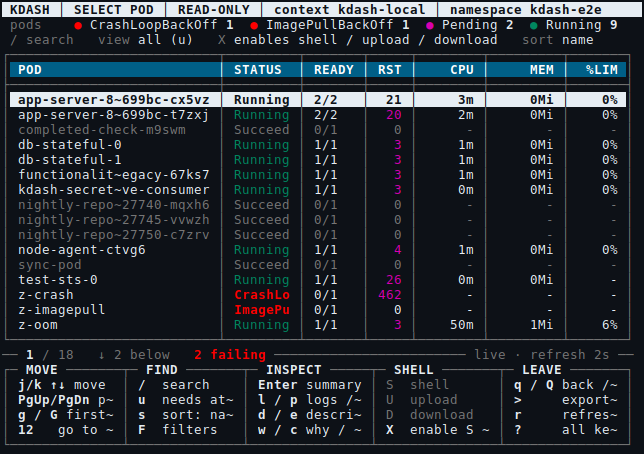 KDASH │ SELECT POD │ READ-ONLY │ context kdash-local │ namespace kdash-e2e
pods ● CrashLoopBackOff 1 ● ImagePullBackOff 1 ● Pending 2 ● Running 9
/ search view all (u) X enables shell / upload / download sort name
POD │ STATUS │ READY │ RST │ CPU │ MEM │ %LIM
app-server-8~699bc-cx5vz │ Running │ 2/2 │ 21 │ 3m │ 0Mi │ 0%
app-server-8~699bc-t7zxj │ Running │ 2/2 │ 20 │ 2m │ 0Mi │ 0%
completed-check-m9swm │ Succeed │ 0/1 │ 0 │ - │ - │ -
db-stateful-0 │ Running │ 1/1 │ 3 │ 1m │ 0Mi │ 0%
db-stateful-1 │ Running │ 1/1 │ 3 │ 1m │ 0Mi │ 0%
functionalit~egacy-67ks7 │ Running │ 1/1 │ 3 │ 1m │ 0Mi │ 0%
kdash-secret~ve-consumer │ Running │ 1/1 │ 3 │ 0m │ 0Mi │ 0%
nightly-repo~27740-mqxh6 │ Succeed │ 0/1 │ 0 │ - │ - │ -
nightly-repo~27745-vvwzh │ Succeed │ 0/1 │ 0 │ - │ - │ -
nightly-repo~27750-c7zrv │ Succeed │ 0/1 │ 0 │ - │ - │ -
node-agent-ctvg6 │ Running │ 1/1 │ 4 │ 1m │ 0Mi │ 0%
sync-pod │ Succeed │ 0/1 │ 0 │ - │ - │ -
test-sts-0 │ Running │ 1/1 │ 26 │ 0m │ 0Mi │ -
z-crash │ CrashLo │ 0/1 │ 462 │ - │ - │ -
z-imagepull │ ImagePu │ 0/1 │ 0 │ - │ - │ -
z-oom │ Running │ 1/1 │ 3 │ 50m │ 1Mi │ 6%
1 / 18 ↓ 2 below 2 failing live · refresh 2s
MOVE FIND INSPECT SHELL LEAVE
j/k ↑↓ move │ / search │ Enter summary │ S shell │ q / Q back /~
PgUp/PgDn p~ │ u needs at~ │ l / p logs /~ │ U upload │ > export~
g / G first~ │ s sort: na~ │ d / e descri~ │ D download │ r refres~
12 go to ~ │ F filters │ w / c why / ~ │ X enable S ~ │ ? all ke~